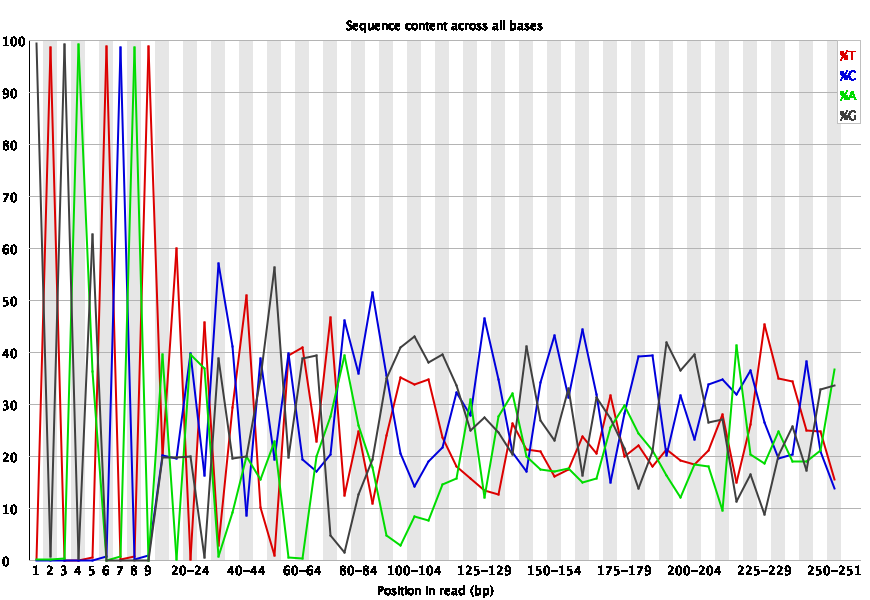 Sequence content across all bases
100
90
80
70
60
50
40
30
20
10
0
%T
%C
%A
%G
1 2 3 4 5 6 7 8 9 20-24 40-44 60-64 80-84 100-104 125-129 150-154 175-179 200-204 225-229 250-251
Position in read (bp)